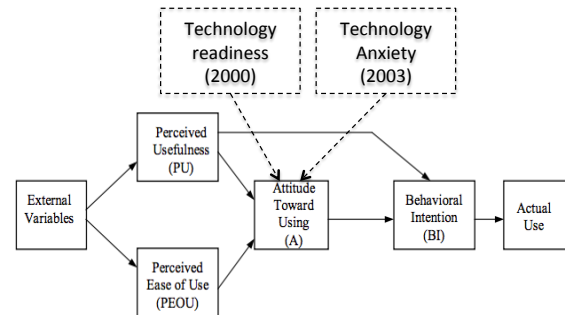 Technology
readiness
(2000)
Technology
Anxiety
(2003)
Perceived
Usefulness
(PU)
External
Variables
Attitude
Toward
Using
(A)
Behavioral
Intention
(BI)
Actual
Use
Perceived
Ease of Use
(PEOU)